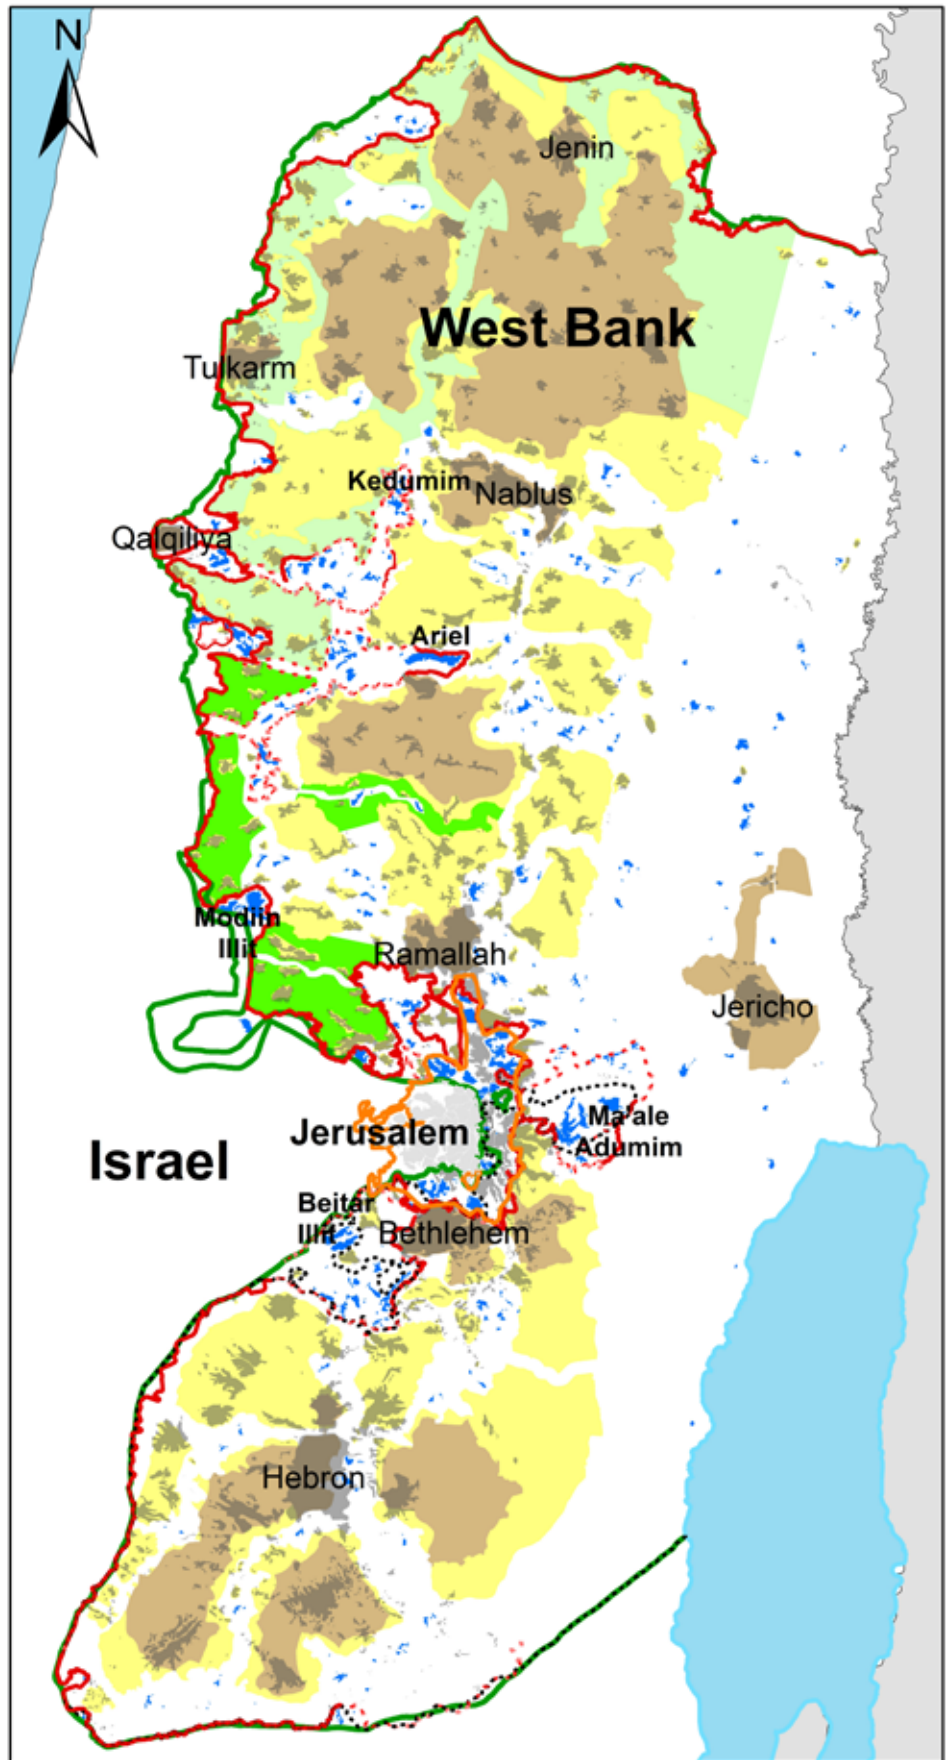 N
Jenin
West Bank
Tulkarm
Kedumim
Nablus
Qalqiliya
Ariel
Modiin
Illit
Ramallah
Jericho
Ma'ale
Adumim
Jerusalem
Israel
Beitar
Illit
Bethlehem
Hebron